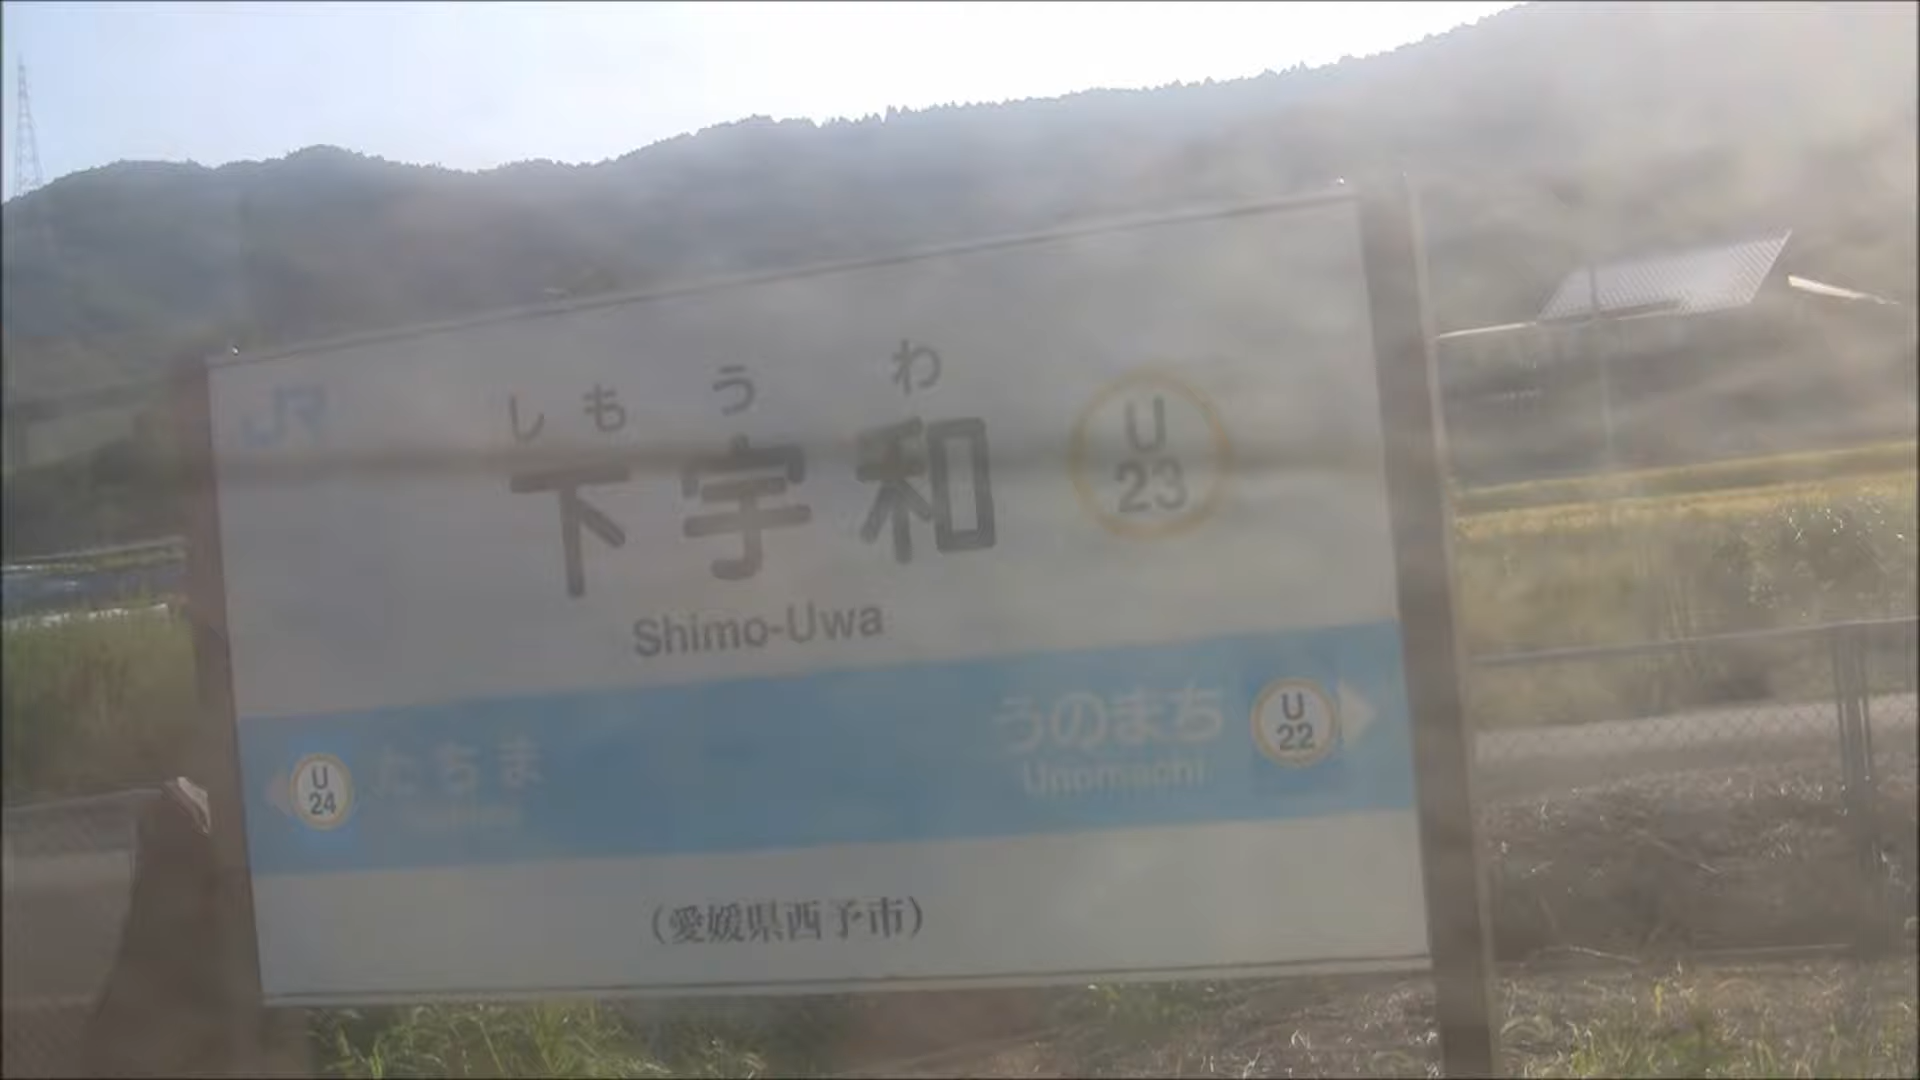 JR
しもうわ
下宇和
U
23
Shimo-Uwa
U
24
たちま
うのまち
Unomachi
U
22
(愛媛県西予市)